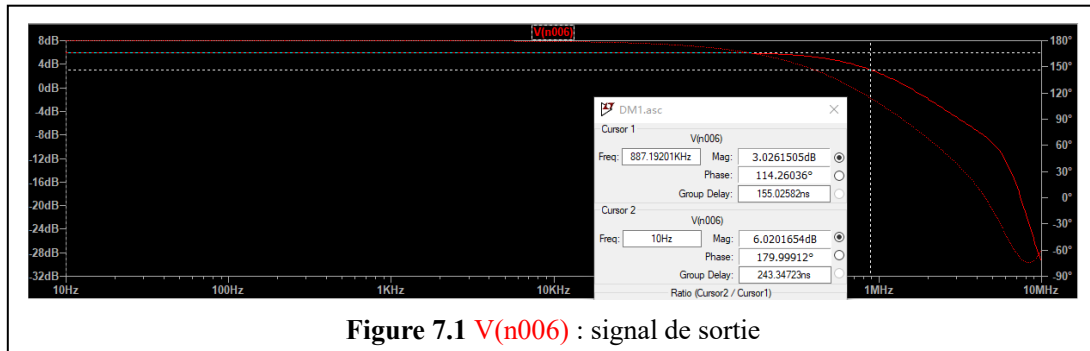 V(n006)
8dB
4dB
0dB
-4dB
-8dB
-12dB
-16dB
-20dB
-24dB
-28dB
-32dB
180°
150°
120°
90°
60°
30°
0°
-30°
-60°
-90°
10Hz 100Hz 1KHz 10KHz 1MHz 10MHz
DM1.asc
Cursor 1
V(n006)
Freq: 887.19201KHz Mag: 3.0261505dB
Phase: 114.26036°
Group Delay: 155.02582ns
Cursor 2
V(n006)
Freq: 10Hz Mag: 6.0201654dB
Phase: 179.99912°
Group Delay: 243.34723ns
Ratio (Cursor2 / Cursor1)
Figure 7.1 V(n006) : signal de sortie